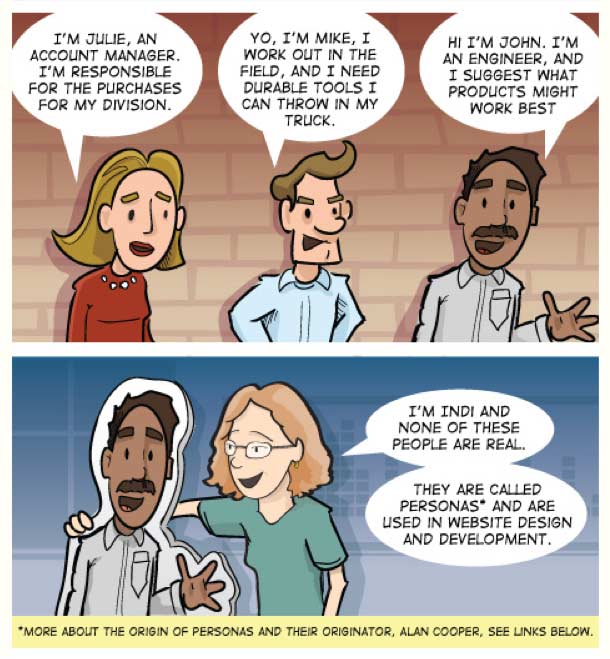 I'M JULIE, AN
ACCOUNT MANAGER.
I'M RESPONSIBLE
FOR THE PURCHASES
FOR MY DIVISION.
YO, I'M MIKE, I
WORK OUT IN THE
FIELD, AND I NEED
DURABLE TOOLS I
CAN THROW IN MY
TRUCK.
HI I'M JOHN. I'M
AN ENGINEER, AND
I SUGGEST WHAT
PRODUCTS MIGHT
WORK BEST
I'M INDI AND
NONE OF THESE
PEOPLE ARE REAL.
THEY ARE CALLED
PERSONAS* AND ARE
USED IN WEBSITE DESIGN
AND DEVELOPMENT.
*MORE ABOUT THE ORIGIN OF PERSONAS AND THEIR ORIGINATOR, ALAN COOPER, SEE LINKS BELOW.